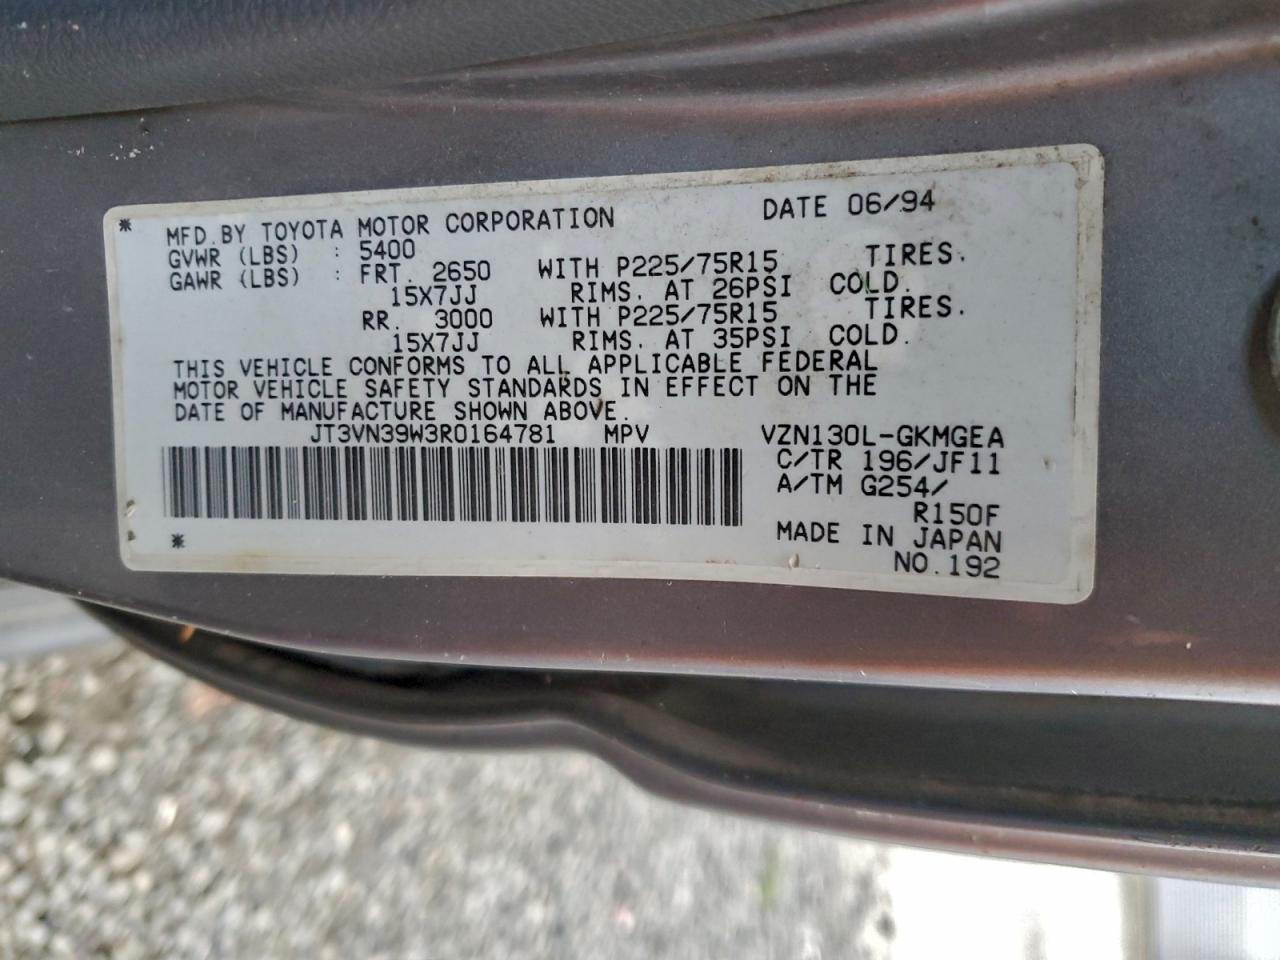 * MFD.BY TOYOTA MOTOR CORPORATION DATE 06/94
GVWR (LBS) : 5400
GAWR (LBS) : FRT. 2650 WITH P225/75R15 TIRES.
15X7JJ RIMS. AT 26PSI COLD.
RR. 3000 WITH P225/75R15 TIRES.
15X7JJ RIMS. AT 35PSI COLD.
THIS VEHICLE CONFORMS TO ALL APPLICABLE FEDERAL
MOTOR VEHICLE SAFETY STANDARDS IN EFFECT ON THE
DATE OF MANUFACTURE SHOWN ABOVE.
JT3VN39W3R0164781 MPV VZN130L-GKMGEA
C/TR 196/JF11
A/TM G254/
R150F
* MADE IN JAPAN
NO.192